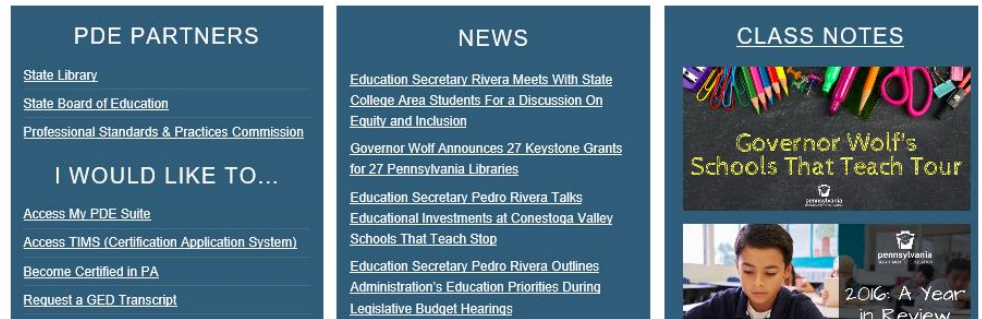 PDE PARTNERS
State Library
State Board of Education
Professional Standards & Practices Commission
I WOULD LIKE TO...
Access My PDE Suite
Access TIMS (Certification Application System)
Become Certified in PA
Request a GED Transcript
NEWS
Education Secretary Rivera Meets With State
College Area Students For a Discussion On
Equity and Inclusion
Governor Wolf Announces 27 Keystone Grants
for 27 Pennsylvania Libraries
Education Secretary Pedro Rivera Talks
Educational Investments at Conestoga Valley
Schools That Teach Stop
Education Secretary Pedro Rivera Outlines
Administration's Education Priorities During
Legislative Budget Hearings
CLASS NOTES
Governor Wolf's
Schools That Teach Tour
pennsylvania
pennsylvania
2016: A Year
in Review